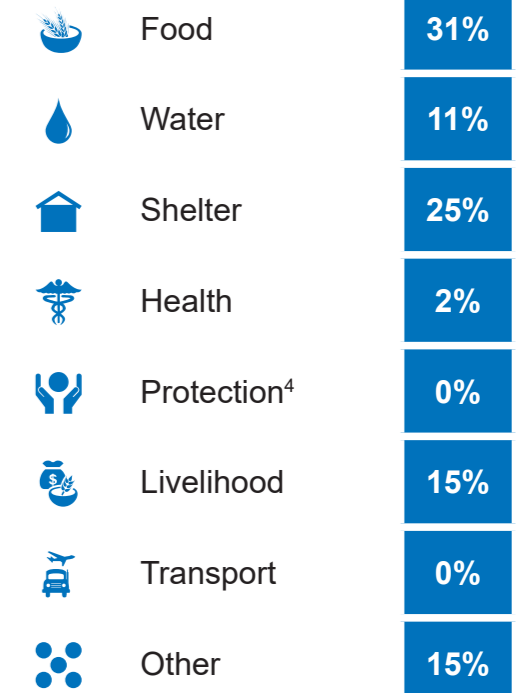 Food 31%
Water 11%
Shelter 25%
Health 2%
Protection⁴ 0%
$
Livelihood 15%
Transport 0%
Other 15%